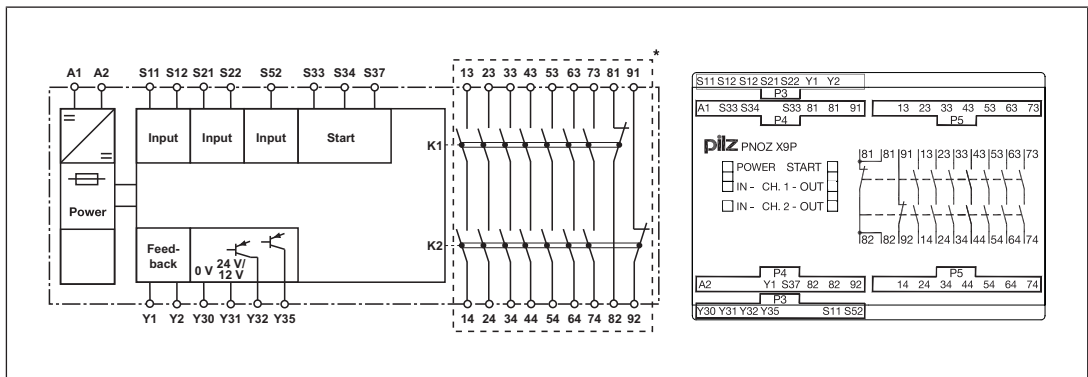 *
A1 A2 S11 S12 S21 S22 S52 S33 S34 S37 13 23 33 43 53 63 73 81 91
Input Input Input Start
K1
Power
Feed-
back
0 V
24 V/
12 V
K2
Y1 Y2 Y30 Y31 Y32 Y35 14 24 34 44 54 64 74 82 92
S11 S12 S12 S21 S22 Y1 Y2
P3
A1 S33 S34 S33 81 81 91 13 23 33 43 53 63 73
P4 P5
pilz PNOZ X9P
POWER START
IN - CH. 1 - OUT
IN - CH. 2 - OUT
81 81 91 13 23 33 43 53 63 73
82 82 92 14 24 34 44 54 64 74
P4 P5
A2 Y1 S37 82 82 92 14 24 34 44 54 64 74
P3
Y30 Y31 Y32 Y35 S11 S52